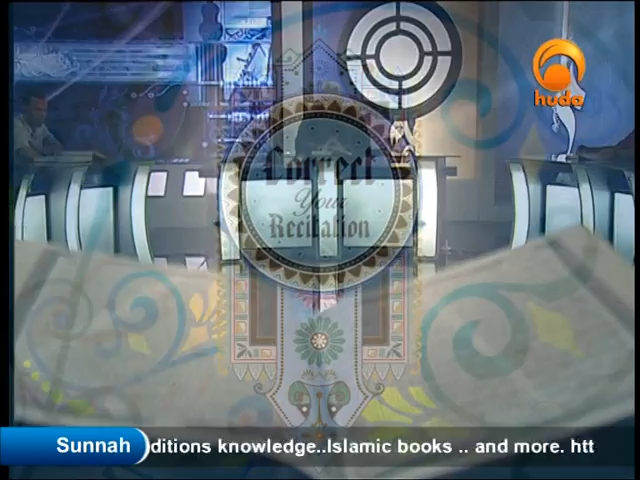 huda
Correct
Your
Recitation
Sunnah
ditions knowledge..Islamic books .. and more. htt